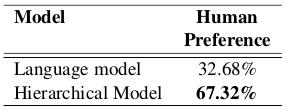 Model Human
Preference
Language model 32.68%
Hierarchical Model 67.32%